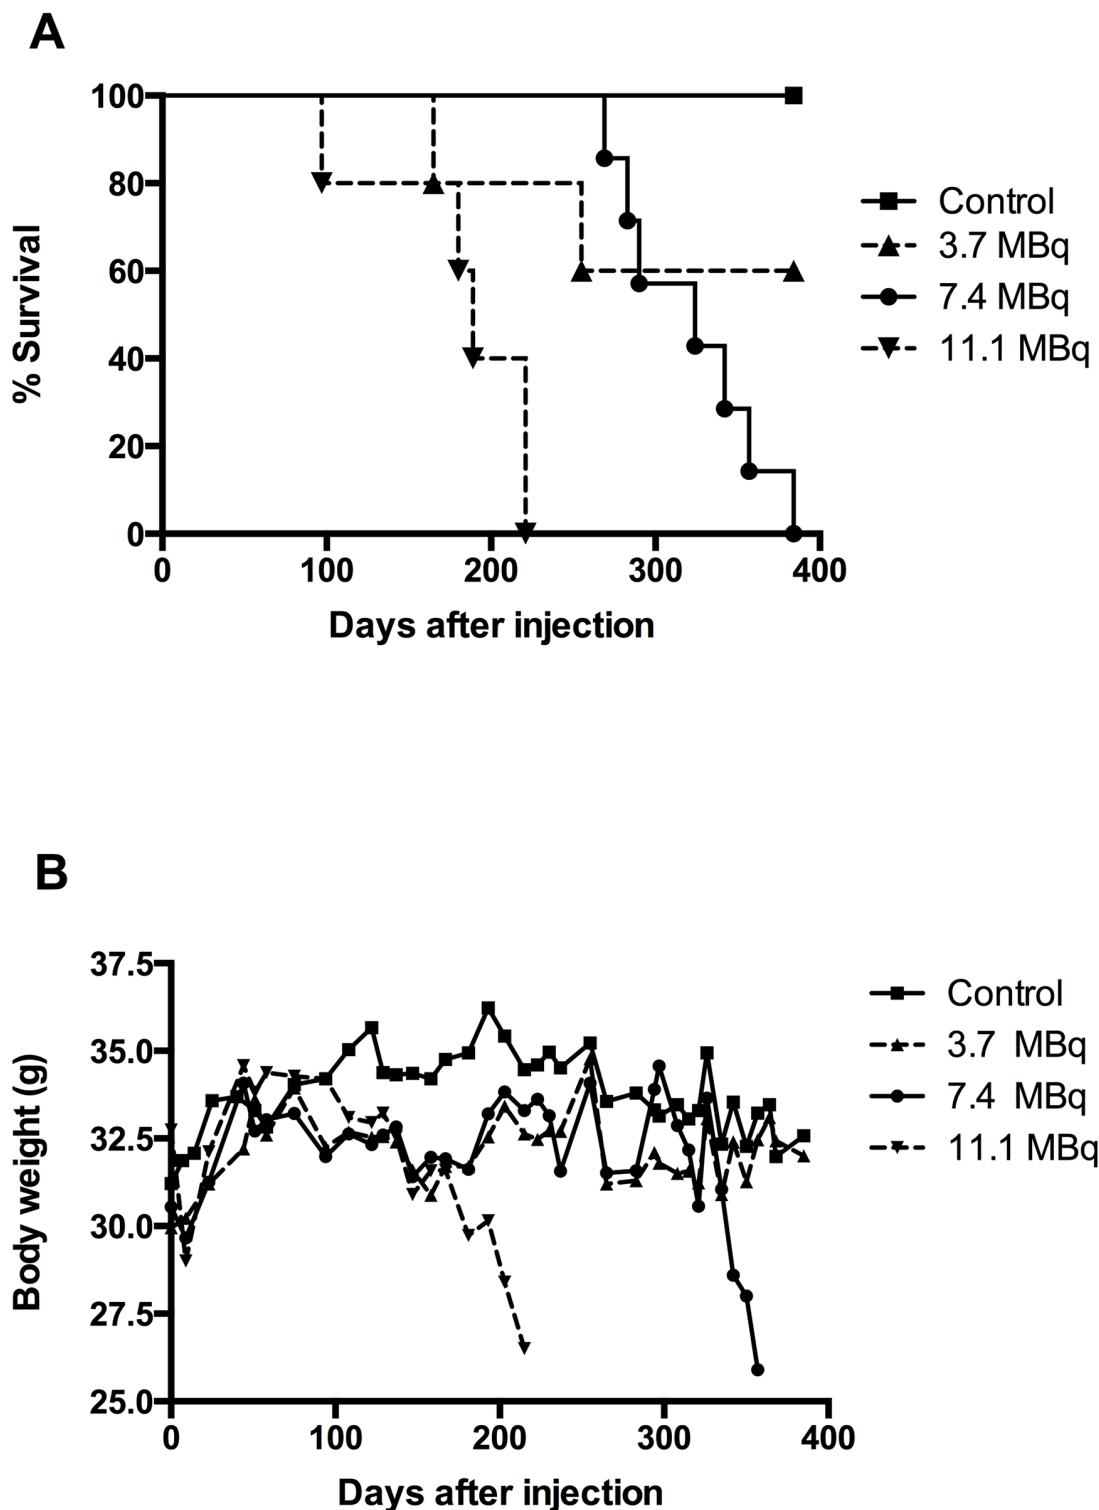 A
100
80
60
40
20
0
% Survival
0 100 200 300 400
Days after injection
Control
3.7 MBq
7.4 MBq
11.1 MBq
B
37.5
35.0
32.5
30.0
27.5
25.0
Body weight (g)
0 100 200 300 400
Days after injection
Control
3.7 MBq
7.4 MBq
11.1 MBq